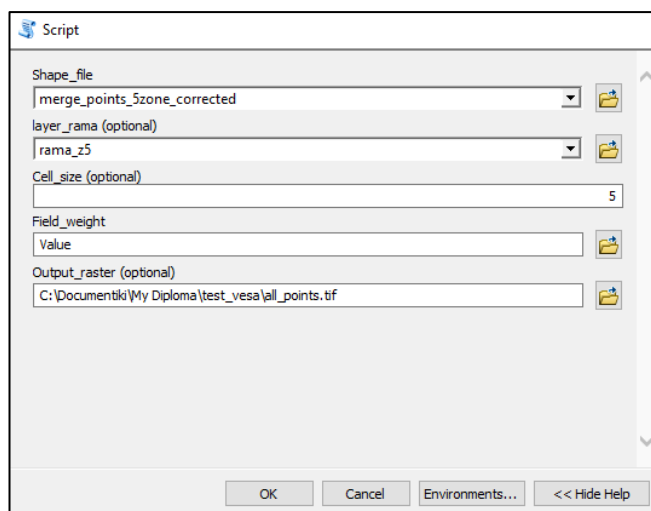 Script
Shape_file
merge_points_5zone_corrected
layer_rama (optional)
rama_z5
Cell_size (optional)
5
Field_weight
Value
Output_raster (optional)
C:\Documentiki\My Diploma\test_vesa\all_points.tif
OK Cancel Environments... << Hide Help